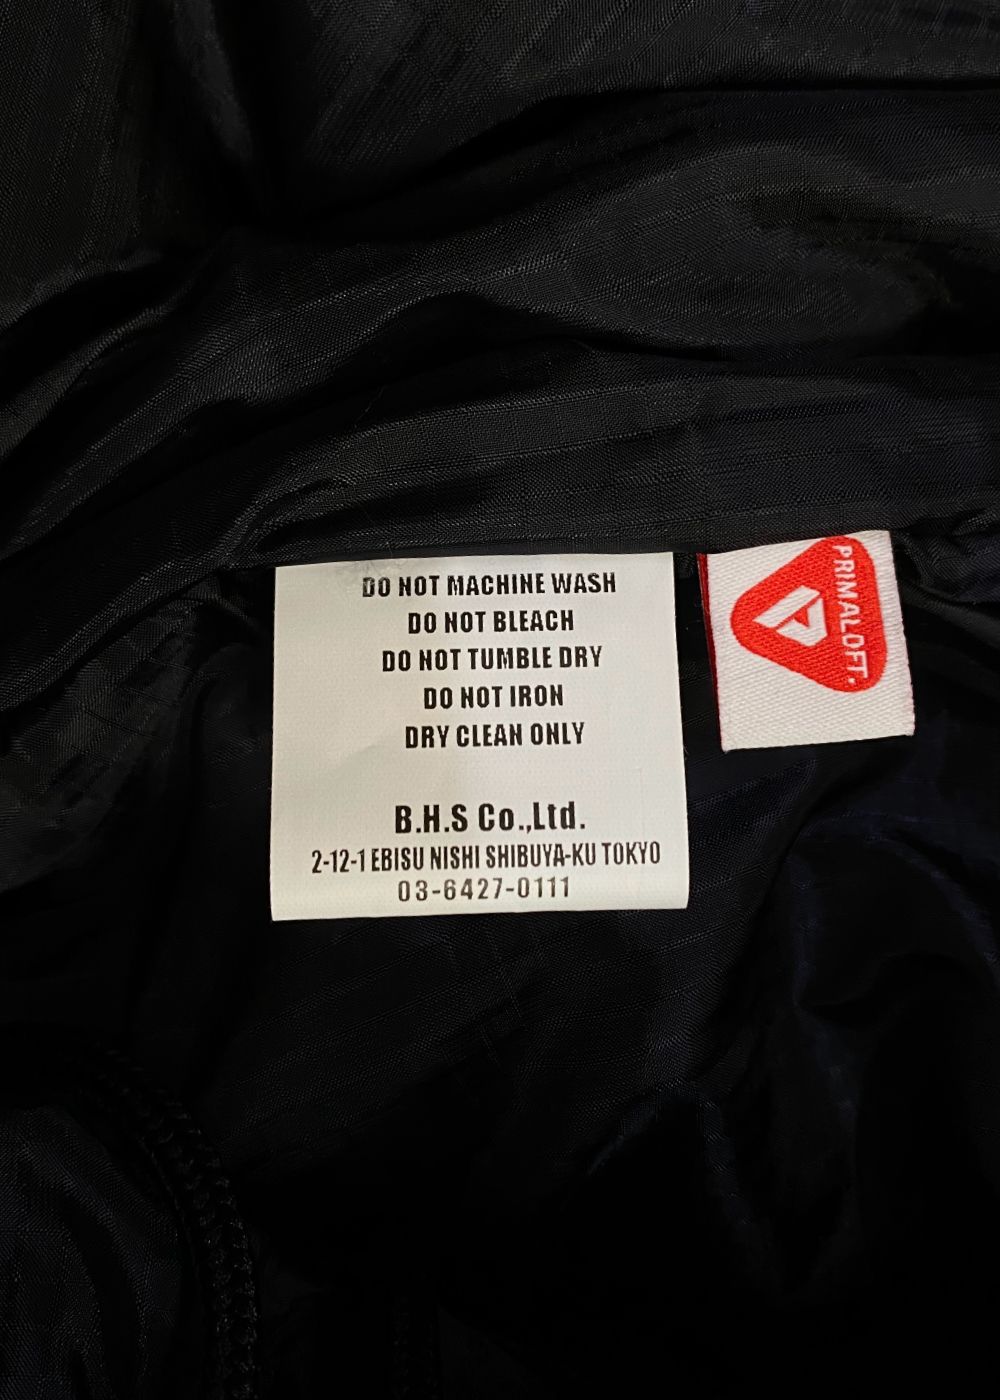 DO NOT MACHINE WASH
DO NOT BLEACH
DO NOT TUMBLE DRY
DO NOT IRON
DRY CLEAN ONLY
B.H.S Co.,Ltd.
2-12-1 EBISU NISHI SHIBUYA-KU TOKYO
03-6427-0111
PRIMALOFT.